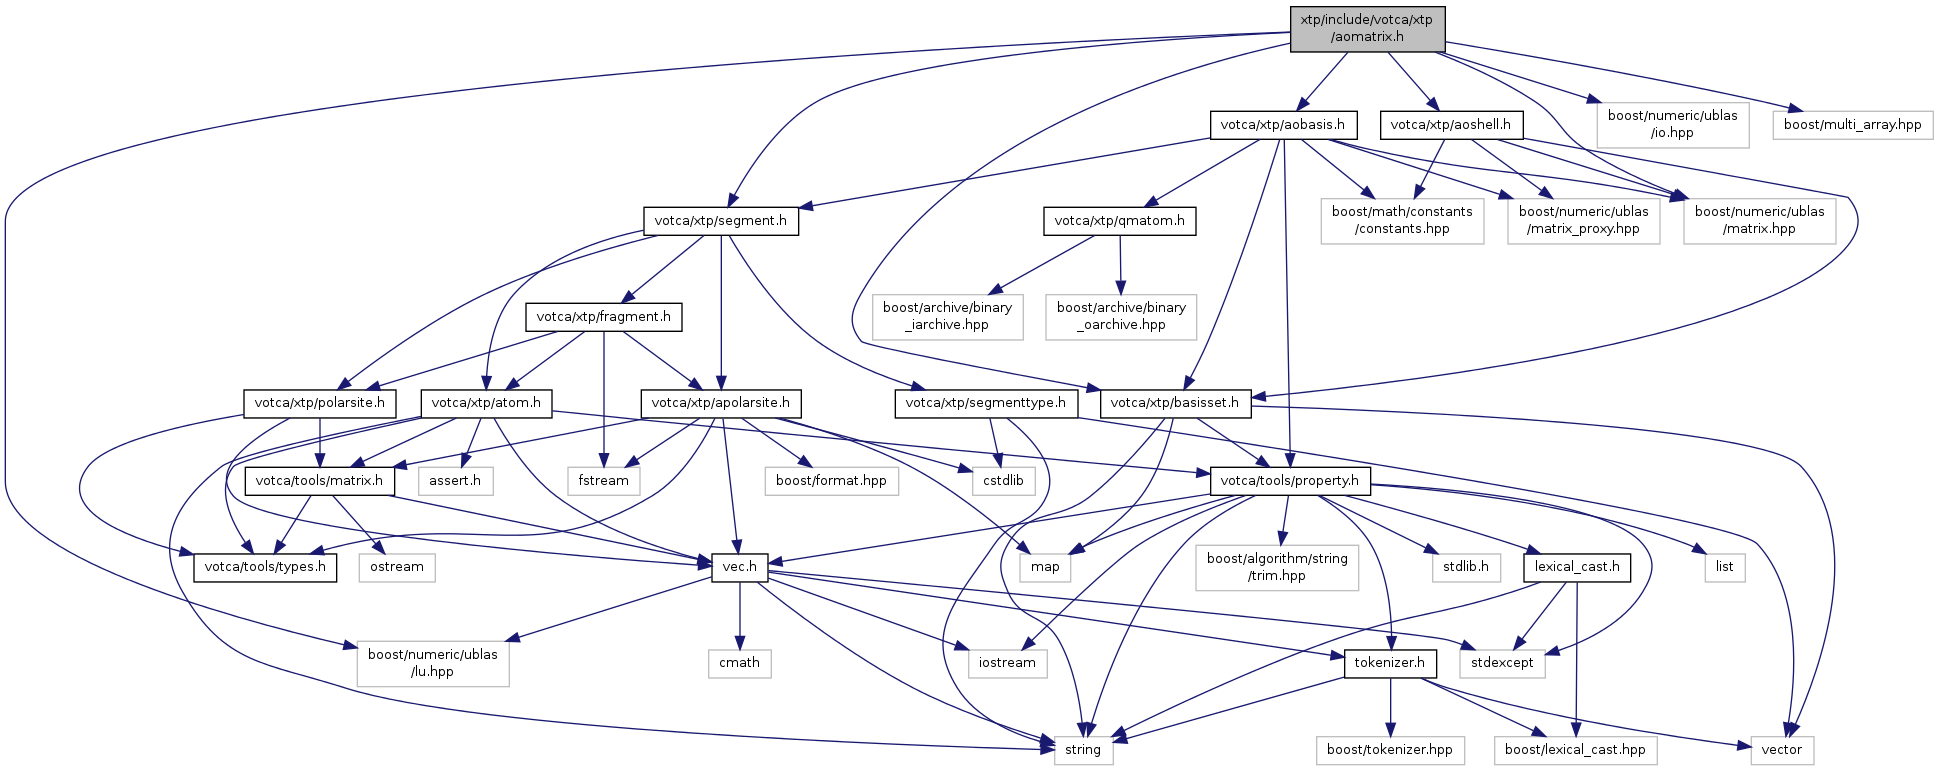 xtp/include/votca/xtp
/aomatrix.h
votca/xtp/aobasis.h
votca/xtp/aoshell.h
boost/numeric/ublas
/io.hpp
boost/multi_array.hpp
votca/xtp/segment.h
votca/xtp/qmatom.h
boost/math/constants
/constants.hpp
boost/numeric/ublas
/matrix_proxy.hpp
boost/numeric/ublas
/matrix.hpp
votca/xtp/fragment.h
boost/archive/binary
_iarchive.hpp
boost/archive/binary
_oarchive.hpp
votca/xtp/polarsite.h
votca/xtp/atom.h
votca/xtp/apolarsite.h
votca/xtp/segmenttype.h
votca/xtp/basisset.h
votca/tools/matrix.h
assert.h
fstream
boost/format.hpp
cstdlib
votca/tools/property.h
votca/tools/types.h
ostream
vec.h
map
boost/algorithm/string
/trim.hpp
stdlib.h
lexical_cast.h
list
boost/numeric/ublas
/lu.hpp
cmath
iostream
tokenizer.h
stdexcept
string
boost/tokenizer.hpp
boost/lexical_cast.hpp
vector